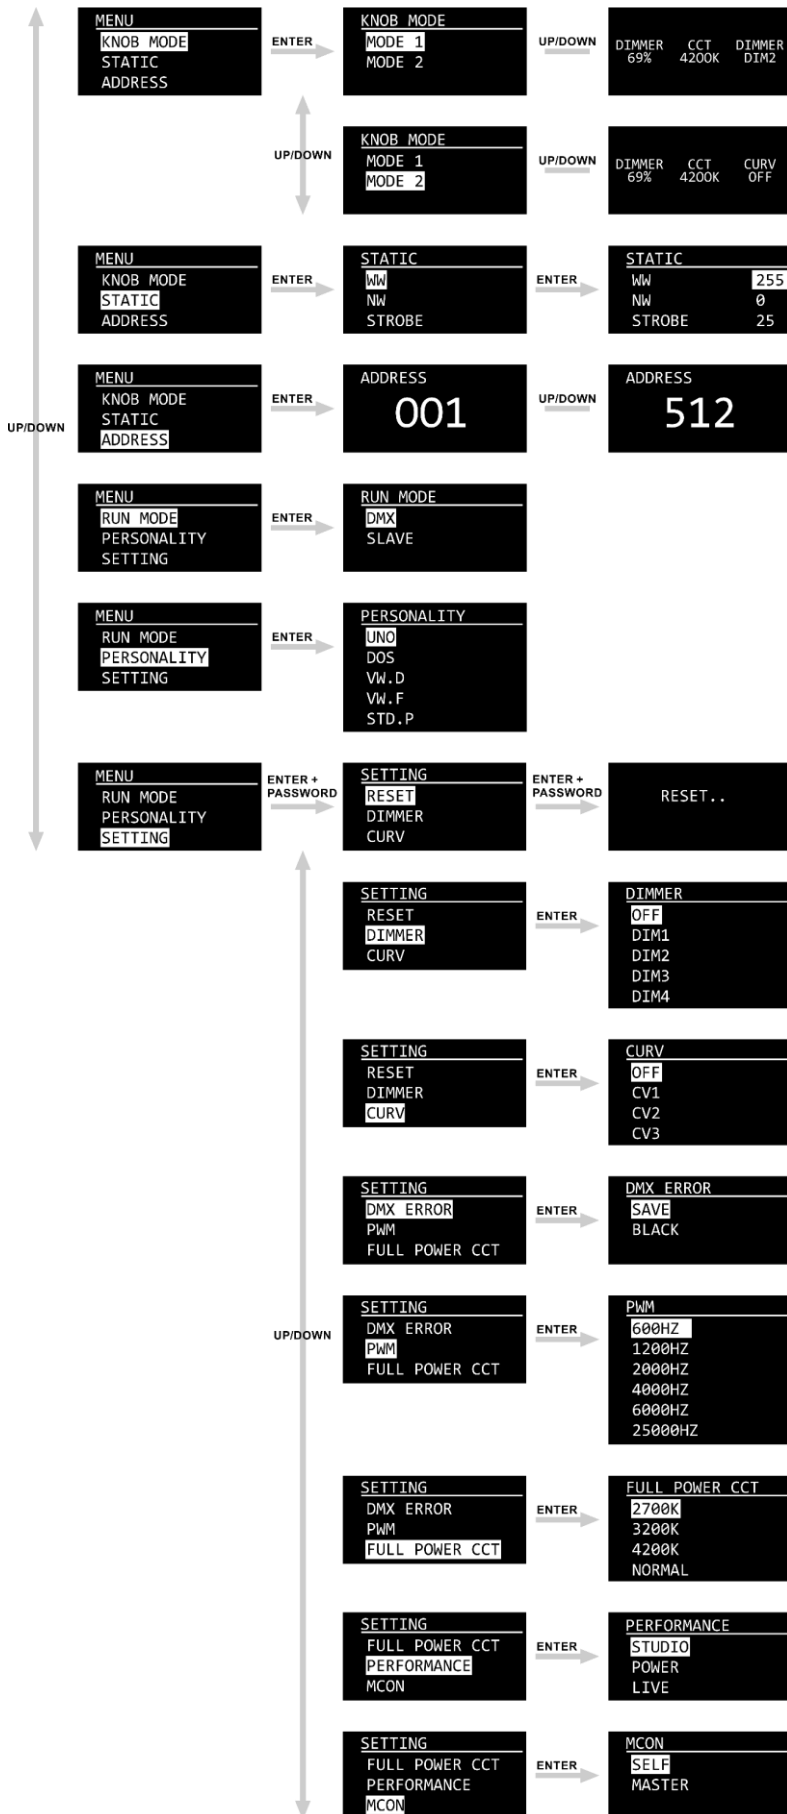 MENU
KNOB MODE
STATIC
ADDRESS
ENTER
KNOB MODE
MODE 1
MODE 2
UP/DOWN
DIMMER CCT DIMMER
69% 4200K DIM2
UP/DOWN
KNOB MODE
MODE 1
MODE 2
UP/DOWN
DIMMER CCT CURV
69% 4200K OFF
MENU
KNOB MODE
STATIC
ADDRESS
ENTER
STATIC
WW
NW
STROBE
ENTER
STATIC
WW 255
NW 0
STROBE 25
MENU
KNOB MODE
STATIC
ADDRESS
ENTER
ADDRESS
001
UP/DOWN
ADDRESS
512
UP/DOWN
MENU
RUN MODE
PERSONALITY
SETTING
ENTER
RUN MODE
DMX
SLAVE
MENU
RUN MODE
PERSONALITY
SETTING
ENTER
PERSONALITY
UNO
DOS
VW.D
VW.F
STD.P
MENU
RUN MODE
PERSONALITY
SETTING
ENTER +
PASSWORD
SETTING
RESET
DIMMER
CURV
ENTER +
PASSWORD
RESET..
SETTING
RESET
DIMMER
CURV
ENTER
DIMMER
OFF
DIM1
DIM2
DIM3
DIM4
SETTING
RESET
DIMMER
CURV
ENTER
CURV
OFF
CV1
CV2
CV3
SETTING
DMX ERROR
PWM
FULL POWER CCT
ENTER
DMX ERROR
SAVE
BLACK
UP/DOWN
SETTING
DMX ERROR
PWM
FULL POWER CCT
ENTER
PWM
600HZ
1200HZ
2000HZ
4000HZ
6000HZ
25000HZ
SETTING
DMX ERROR
PWM
FULL POWER CCT
ENTER
FULL POWER CCT
2700K
3200K
4200K
NORMAL
SETTING
FULL POWER CCT
PERFORMANCE
MCON
ENTER
PERFORMANCE
STUDIO
POWER
LIVE
SETTING
FULL POWER CCT
PERFORMANCE
MCON
ENTER
MCON
SELF
MASTER